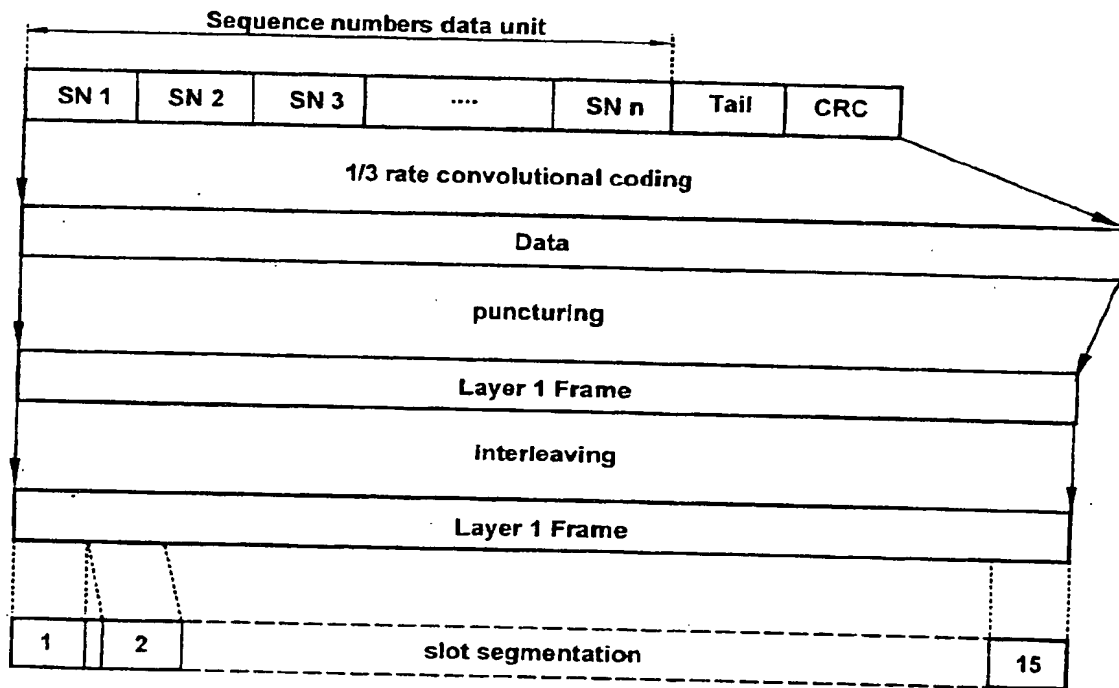 Sequence numbers data unit
SN 1 SN 2 SN 3 .... SN n Tail CRC
1/3 rate convolutional coding
Data
puncturing
Layer 1 Frame
interleaving
Layer 1 Frame
1 2 slot segmentation 15